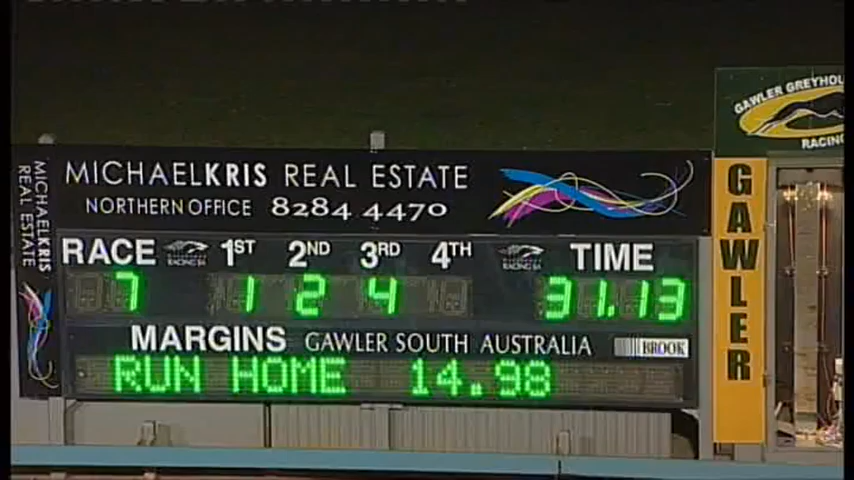 GAWLER GREYHOU
RACING
MICHAELKRIS REAL ESTATE
MICHAELKRIS REAL ESTATE
NORTHERN OFFICE 8284 4470
RACE 1ST 2ND 3RD 4TH TIME
7 1 2 4 31.13
MARGINS GAWLER SOUTH AUSTRALIA BROOK
RUN HOME 14.98
GAWLER